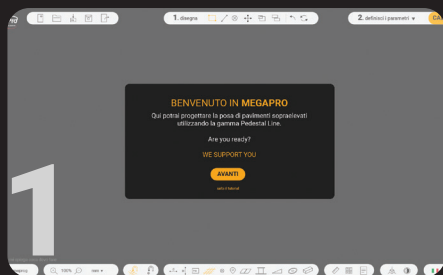 1. disegna
2. definisci i parametri
BENVENUTO IN MEGAPRO
Qui potrai progettare la posa di pavimenti sopraelevati
utilizzando la gamma Pedestal Line.
Are you ready?
WE SUPPORT YOU
AVANTI
1
100%